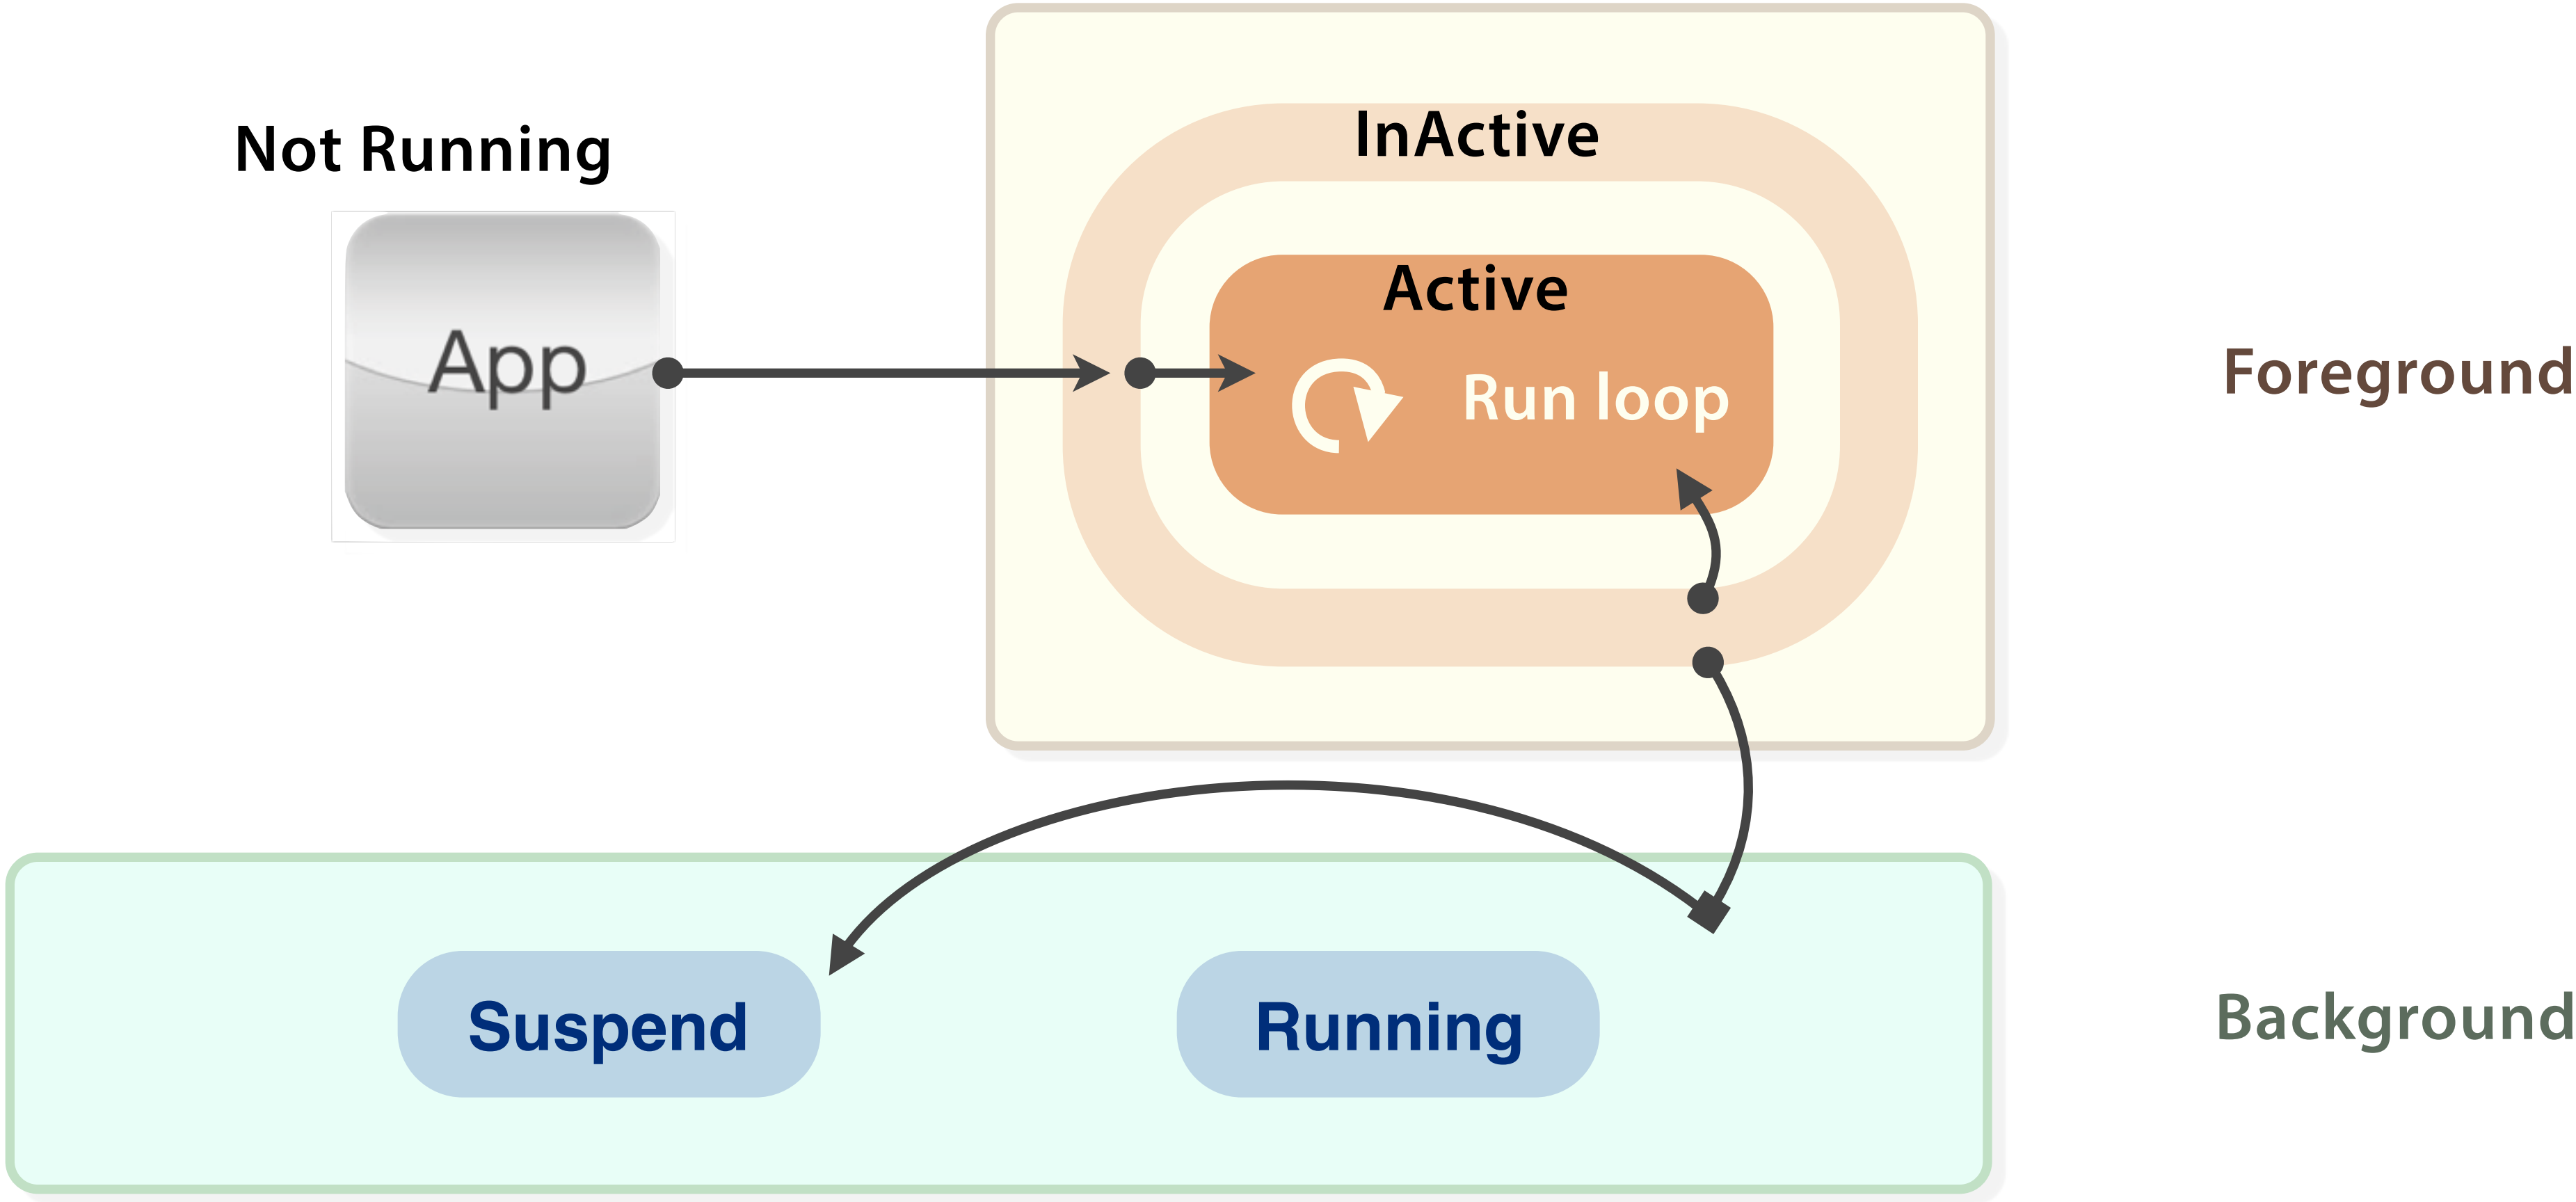 Not Running
App
InActive
Active
Run loop
Foreground
Suspend
Running
Background